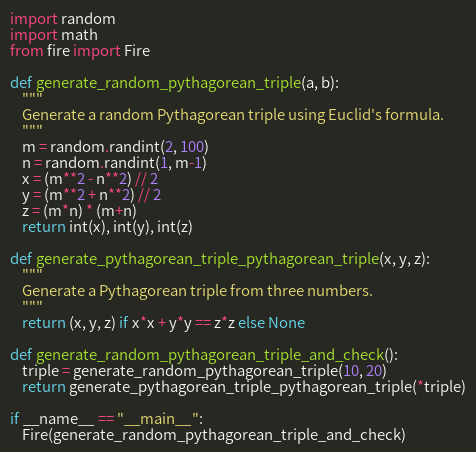 import random
import math
from fire import Fire

def generate_random_pythagorean_triple(a, b):
    """
    Generate a random Pythagorean triple using Euclid's formula.
    """
    m = random.randint(2, 100)
    n = random.randint(1, m-1)
    x = (m**2 - n**2) // 2
    y = (m**2 + n**2) // 2
    z = (m*n) * (m+n)
    return int(x), int(y), int(z)

def generate_pythagorean_triple_pythagorean_triple(x, y, z):
    """
    Generate a Pythagorean triple from three numbers.
    """
    return (x, y, z) if x*x + y*y == z*z else None

def generate_random_pythagorean_triple_and_check():
    triple = generate_random_pythagorean_triple(10, 20)
    return generate_pythagorean_triple_pythagorean_triple(*triple)

if __name__ == "__main__":
    Fire(generate_random_pythagorean_triple_and_check)